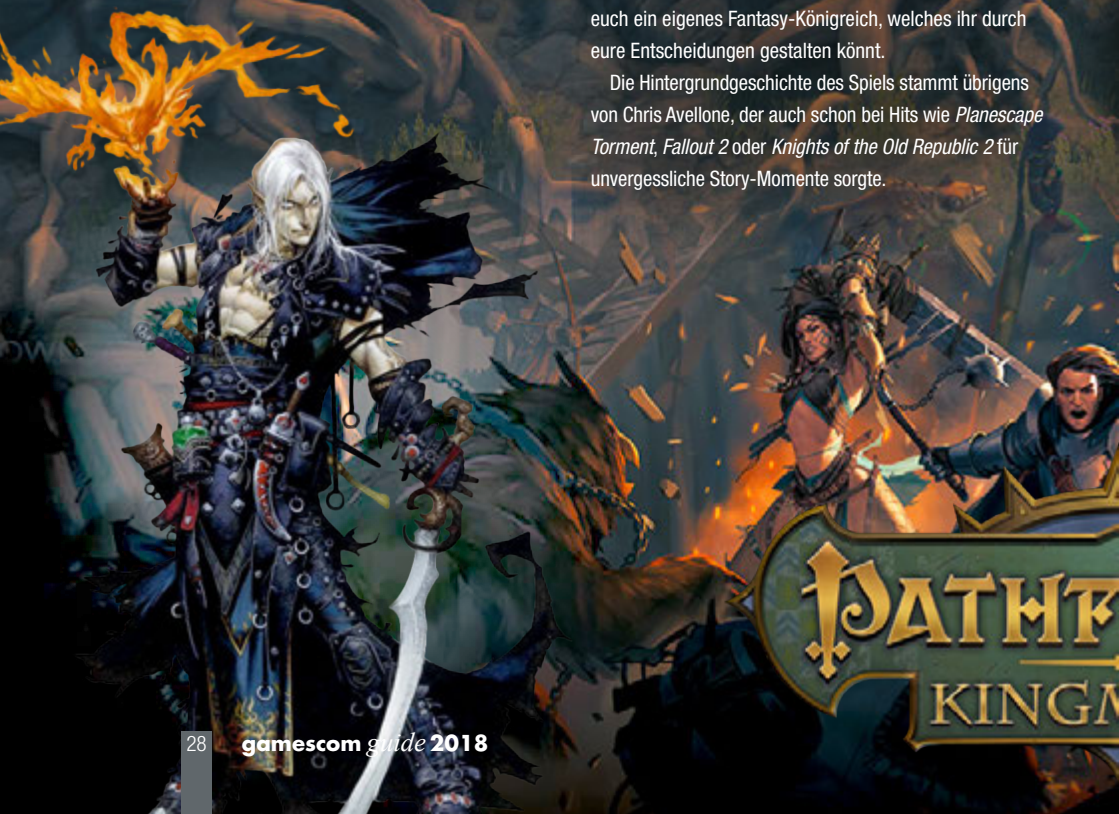 euch ein eigenes Fantasy-Königreich, welches ihr durch
eure Entscheidungen gestalten könnt.
Die Hintergrundgeschichte des Spiels stammt übrigens
von Chris Avellone, der auch schon bei Hits wie Planescape
Torment, Fallout 2 oder Knights of the Old Republic 2 für
unvergessliche Story-Momente sorgte.
PATHF
KINGM
28 gamescom guide 2018